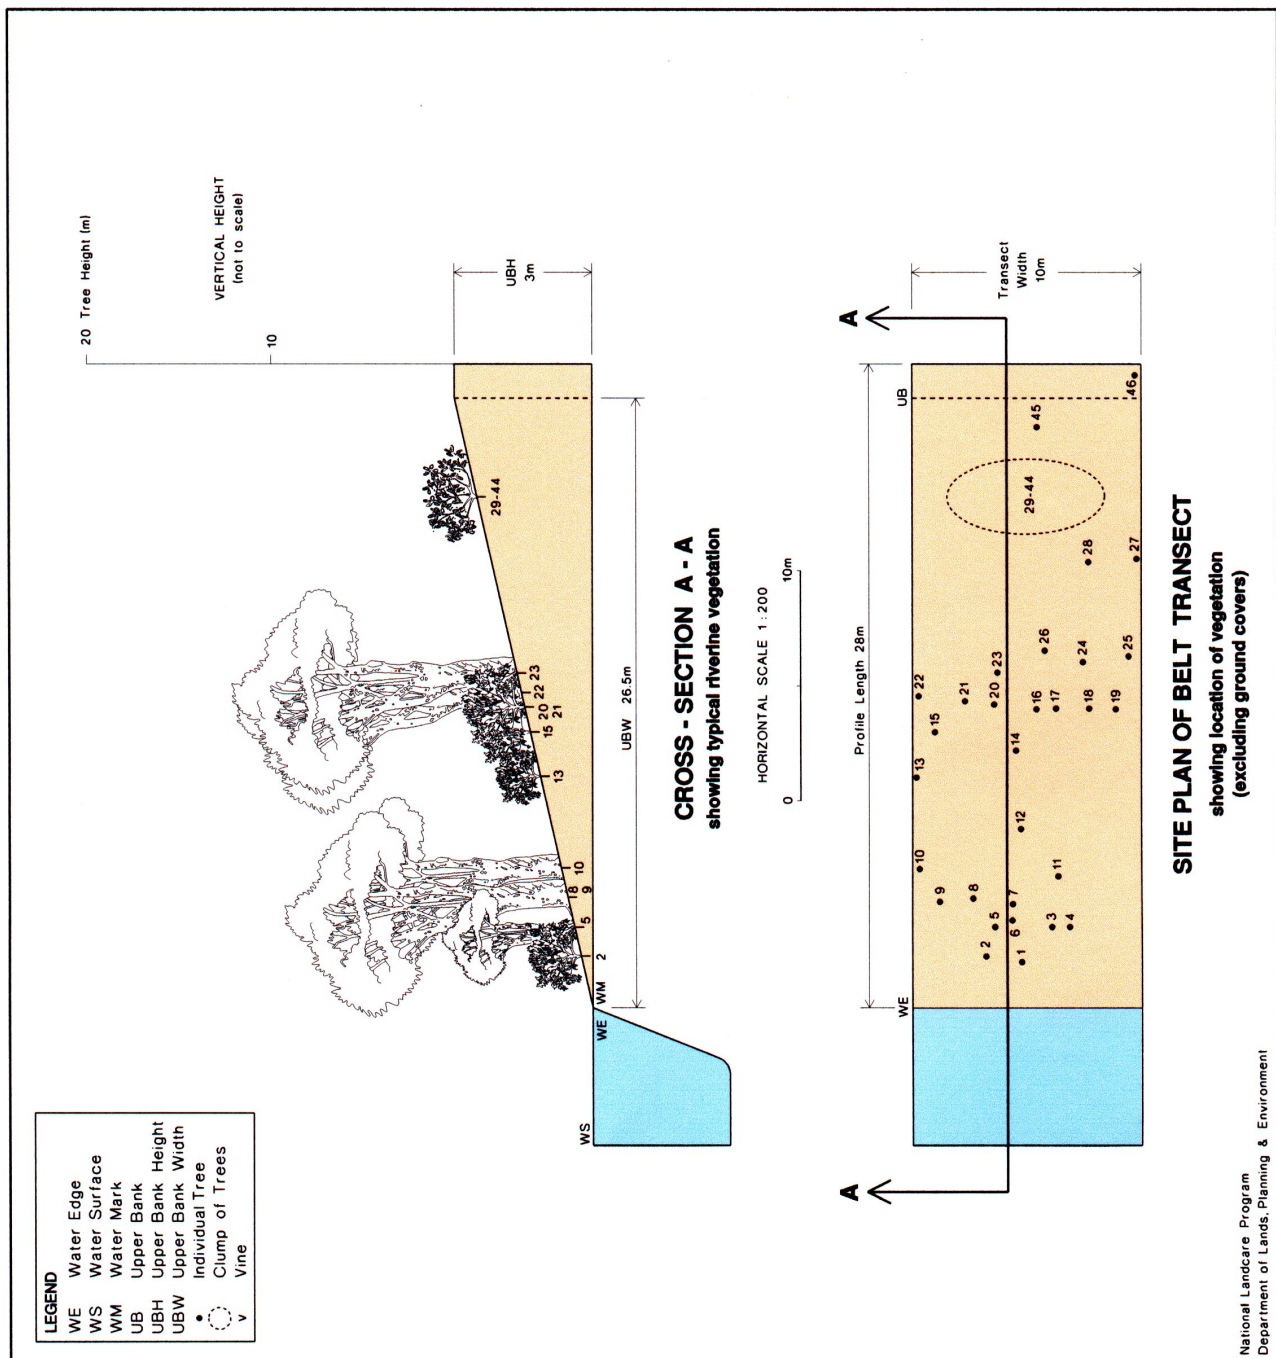 LEGEND
WE Water Edge
WS Water Surface
WM Water Mark
UB Upper Bank
UBH Upper Bank Height
UBW Upper Bank Width
• Individual Tree
Clump of Trees
v Vine
20 Tree Height (m)
10
VERTICAL HEIGHT
(not to scale)
UBH
3m
WS
WE
WM
2
5
8
9
10
13
15
20
21
22
23
29-44
UBW 26.5m
CROSS - SECTION A - A
showing typical riverine vegetation
HORIZONTAL SCALE 1:200
0
10m
Profile Length 28m
A
A
WE
UB
Transect
Width
10m
1
2
3
4
5
6
7
8
9
10
11
12
13
14
15
16
17
18
19
20
21
22
23
24
25
26
27
28
29-44
45
46
SITE PLAN OF BELT TRANSECT
showing location of vegetation
(excluding ground covers)
National Landcare Program
Department of Lands, Planning & Environment